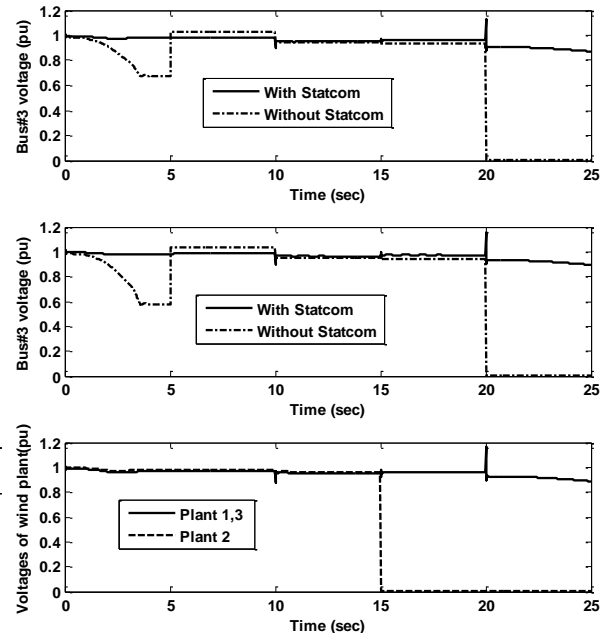 1.2
1
0.8
0.6
0.4
0.2
0
Bus#3 voltage (pu)
With Statcom
Without Statcom
0 5 10 15 20 25
Time (sec)
1.2
1
0.8
0.6
0.4
0.2
0
Bus#3 voltage (pu)
With Statcom
Without Statcom
0 5 10 15 20 25
Time (sec)
1.2
1
0.8
0.6
0.4
0.2
0
Voltages of wind plant(pu)
Plant 1,3
Plant 2
0 5 10 15 20 25
Time (sec)